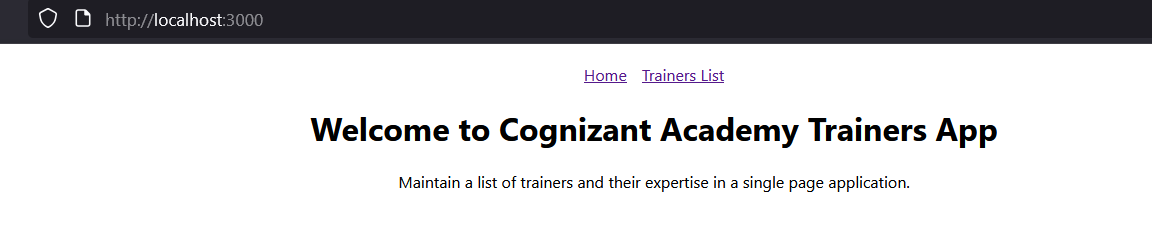 http://localhost:3000
Home Trainers List
Welcome to Cognizant Academy Trainers App
Maintain a list of trainers and their expertise in a single page application.